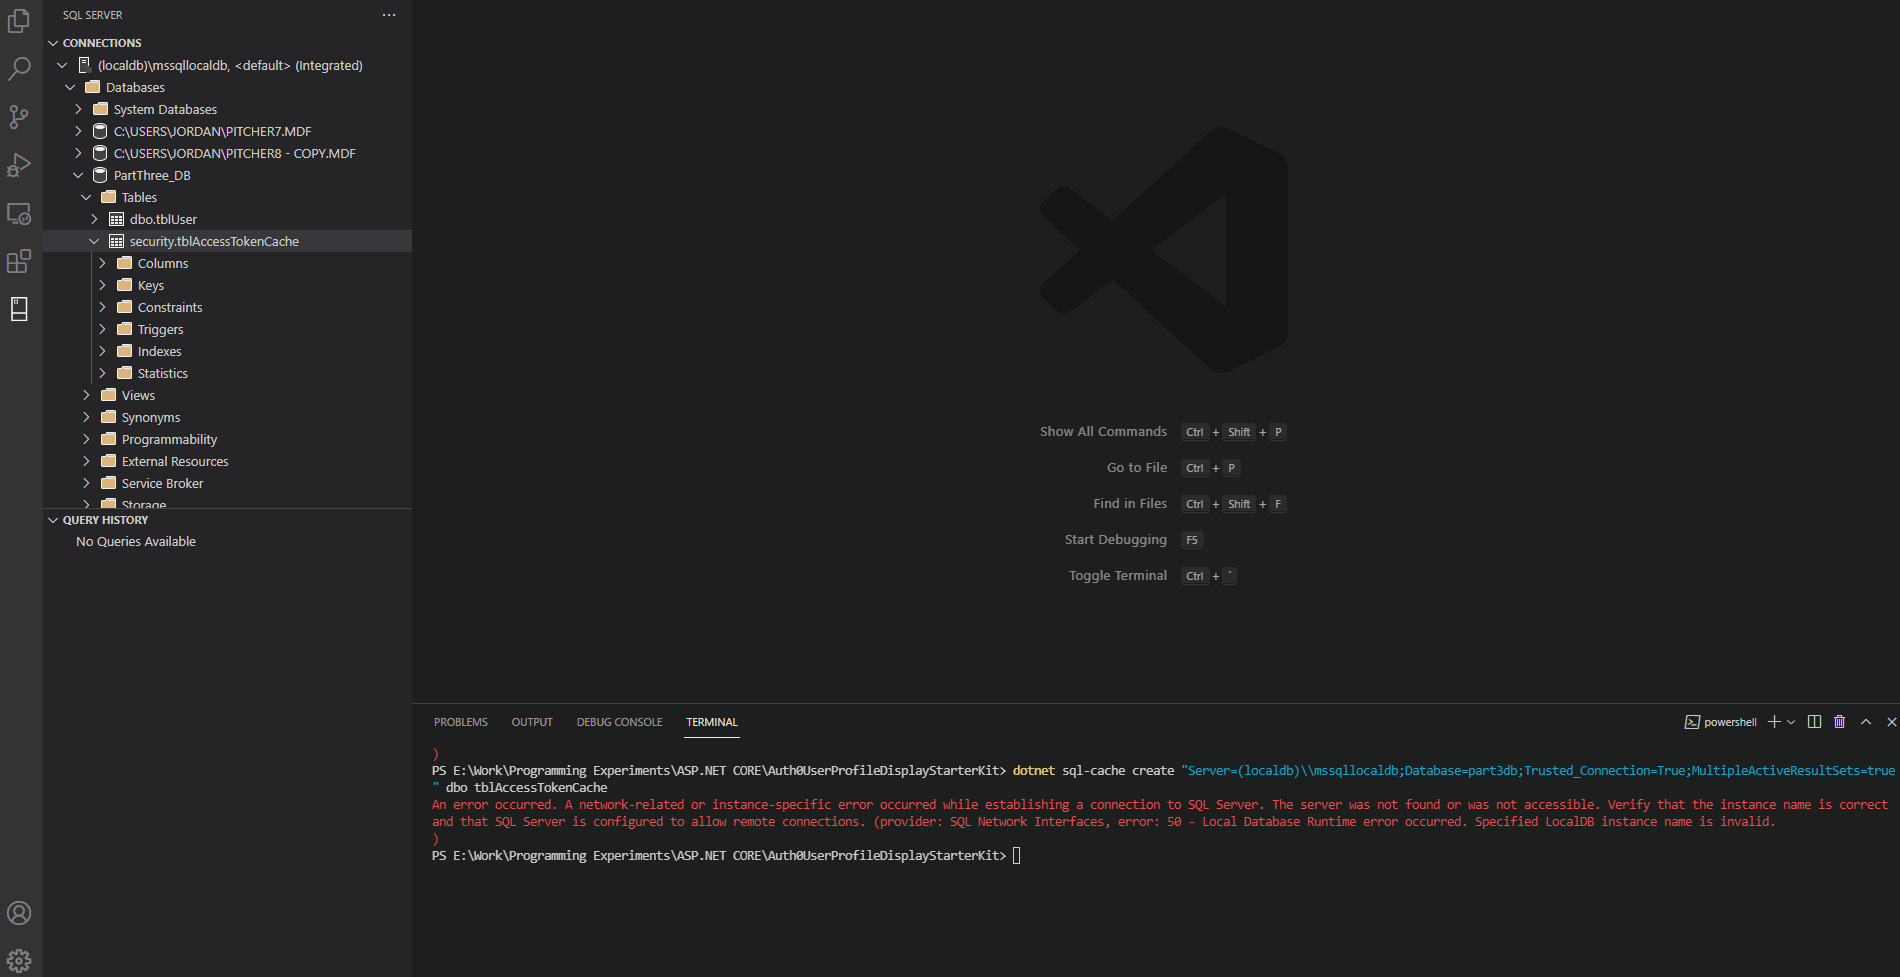 SQL SERVER
CONNECTIONS
(localdb)\mssqllocaldb, <default> (Integrated)
Databases
System Databases
C:\USERS\JORDAN\PITCHER7.MDF
C:\USERS\JORDAN\PITCHER8 - COPY.MDF
PartThree_DB
Tables
dbo.tblUser
security.tblAccessTokenCache
Columns
Keys
Constraints
Triggers
Indexes
Statistics
Views
Synonyms
Programmability
External Resources
Service Broker
Storage
QUERY HISTORY
No Queries Available
Show All Commands Ctrl + Shift + P
Go to File Ctrl + P
Find in Files Ctrl + Shift + F
Start Debugging F5
Toggle Terminal Ctrl + `
PROBLEMS OUTPUT DEBUG CONSOLE TERMINAL powershell
)
PS E:\Work\Programming Experiments\ASP.NET CORE\Auth0UserProfileDisplayStarterKit> dotnet sql-cache create "Server=(localdb)\\mssqllocaldb;Database=part3db;Trusted_Connection=True;MultipleActiveResultSets=true
" dbo tblAccessTokenCache
An error occurred. A network-related or instance-specific error occurred while establishing a connection to SQL Server. The server was not found or was not accessible. Verify that the instance name is correct
and that SQL Server is configured to allow remote connections. (provider: SQL Network Interfaces, error: 50 - Local Database Runtime error occurred. Specified LocalDB instance name is invalid.
)
PS E:\Work\Programming Experiments\ASP.NET CORE\Auth0UserProfileDisplayStarterKit>